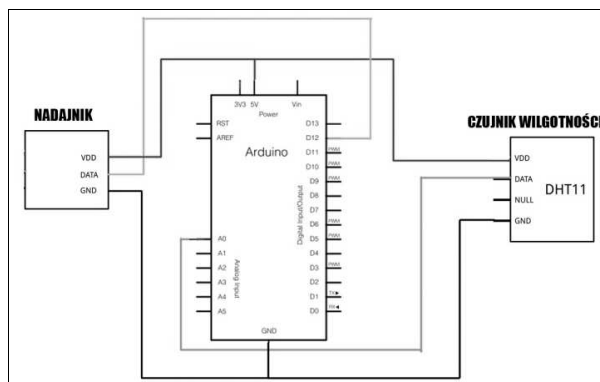 NADAJNIK
VDD
DATA
GND
3V3 5V Vin
Power
Arduino
RST
AREF
A0
A1
A2
A3
A4
A5
Analog Input
Digital Input/Output
D13
D12
D11 PWM
D10 PWM
D9 PWM
D8
D7
D6 PWM
D5 PWM
D4
D3 PWM
D2
D1 TX
D0 RX
GND
CZUJNIK WILGOTNOŚCI
VDD
DATA
NULL
GND
DHT11